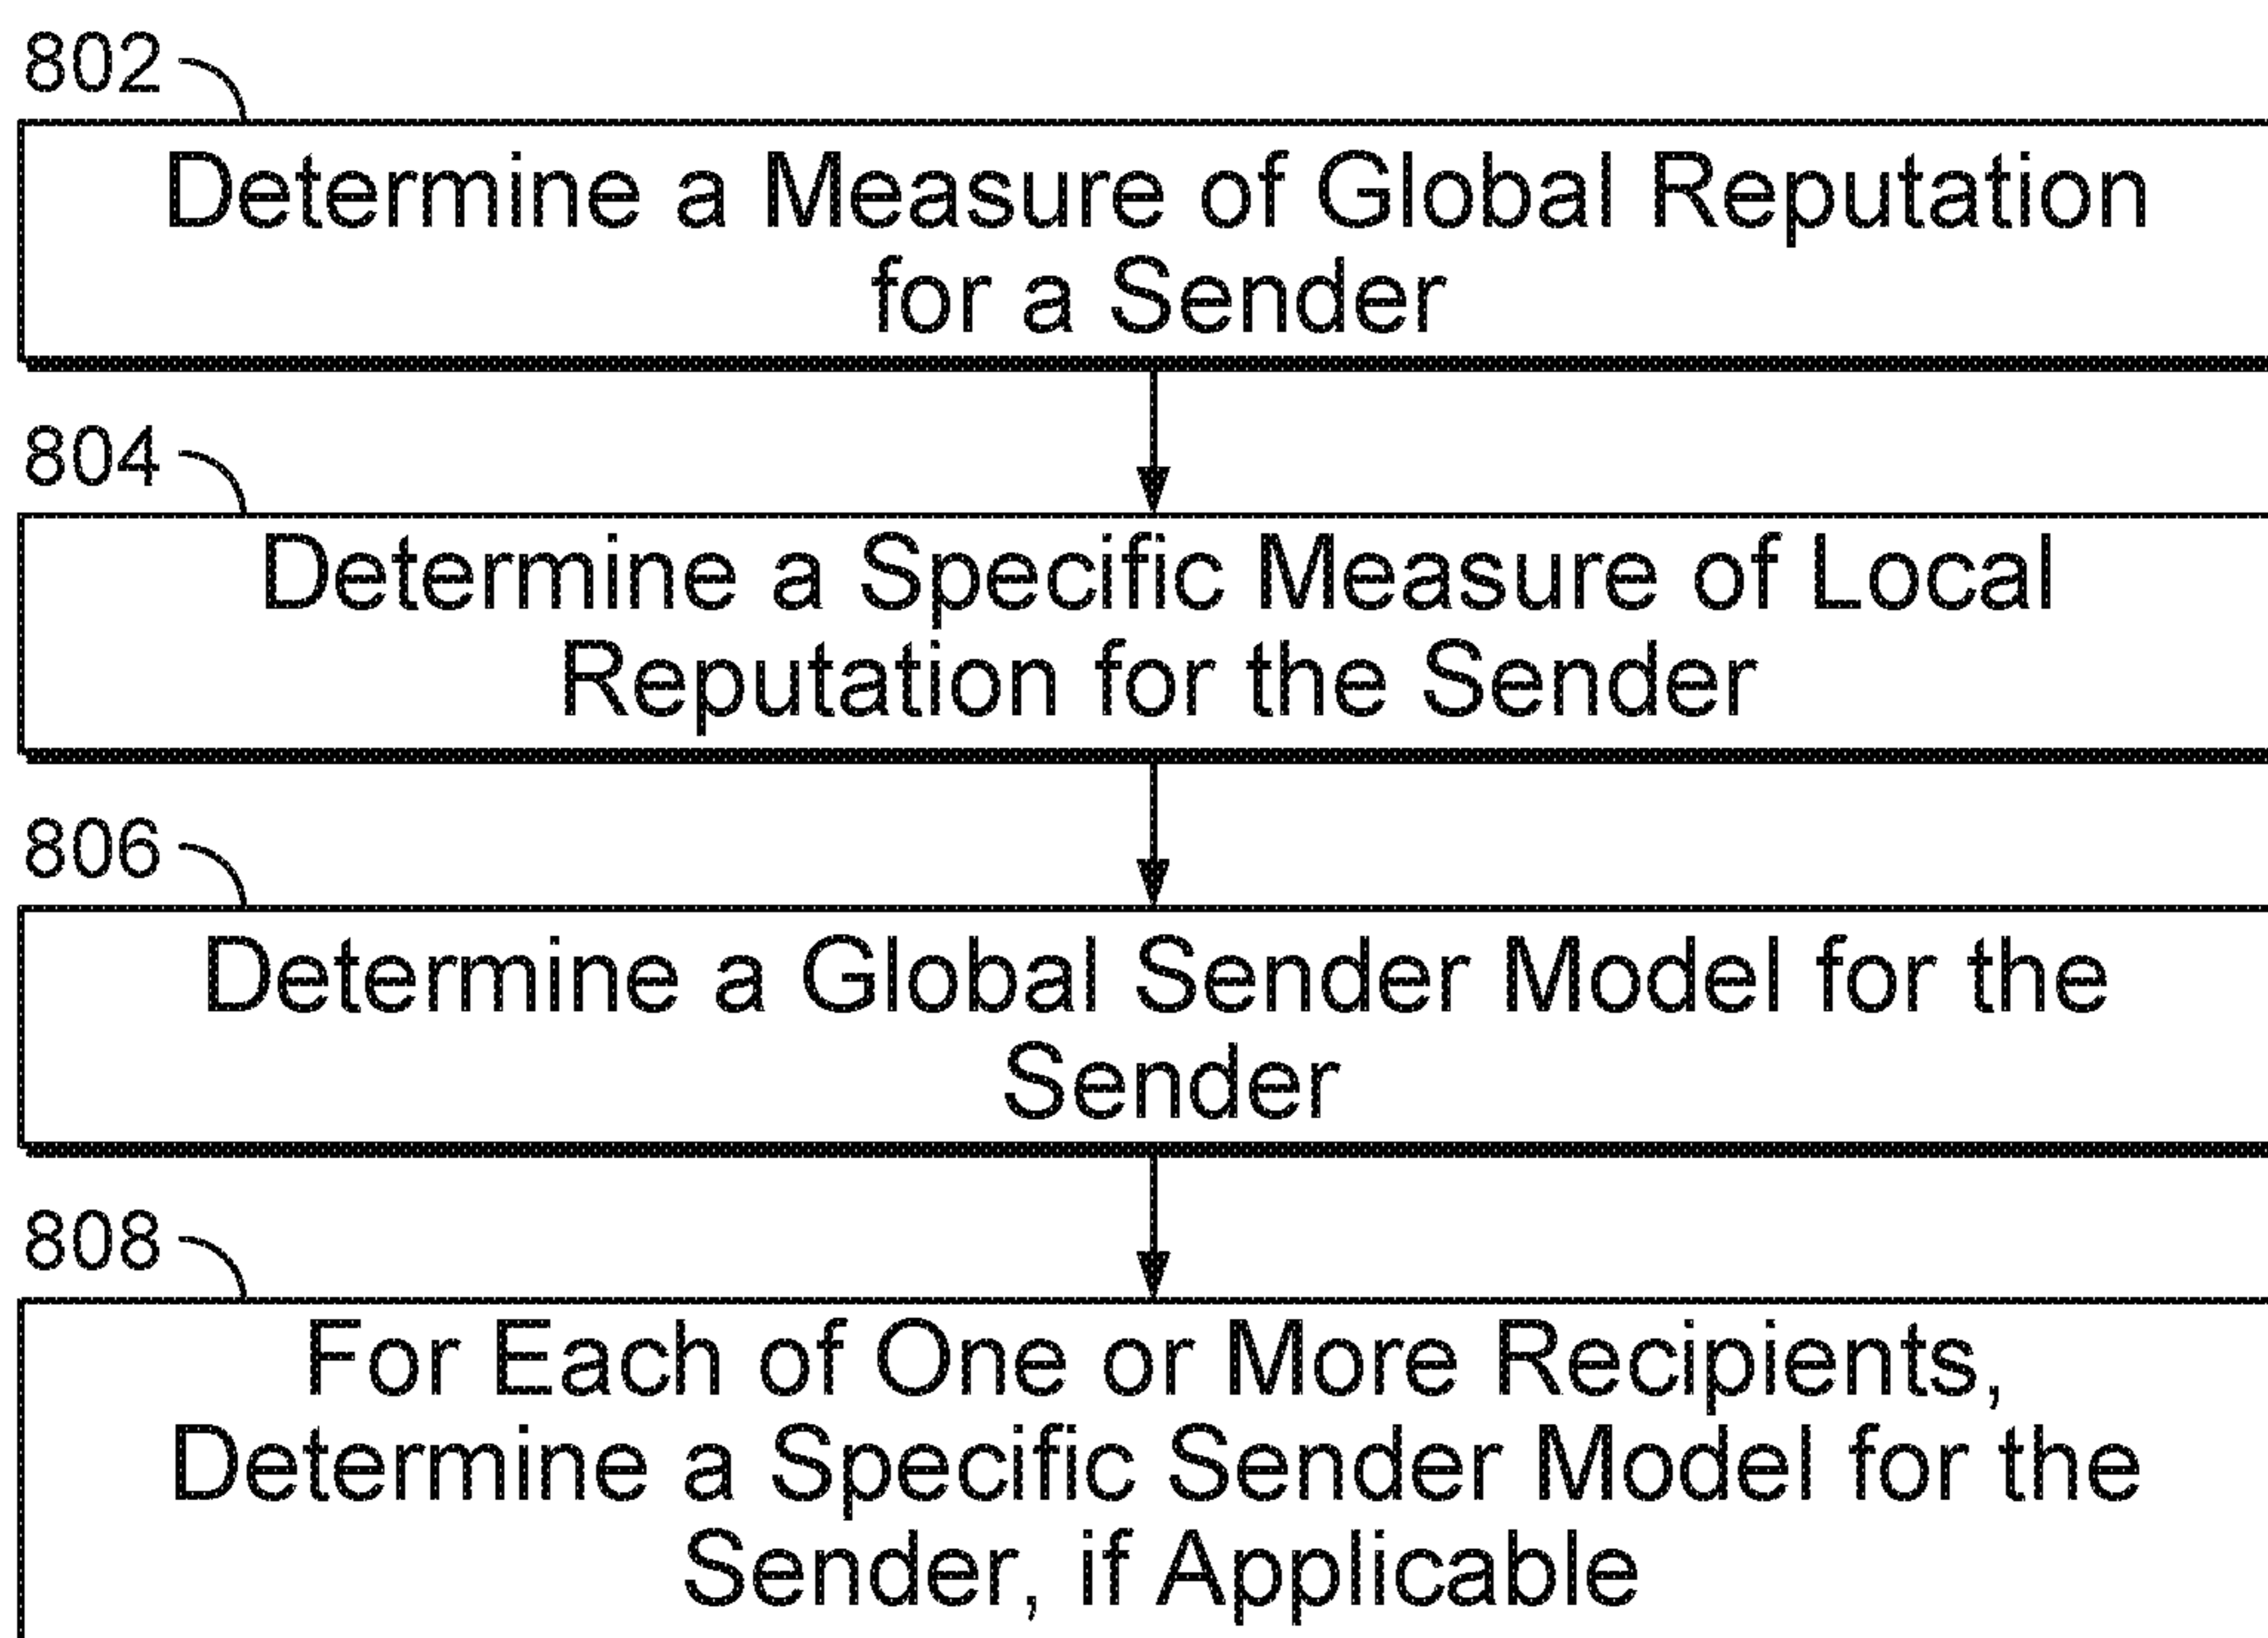 802
Determine a Measure of Global Reputation
for a Sender
804
Determine a Specific Measure of Local
Reputation for the Sender
806
Determine a Global Sender Model for the
Sender
808
For Each of One or More Recipients,
Determine a Specific Sender Model for the
Sender, if Applicable